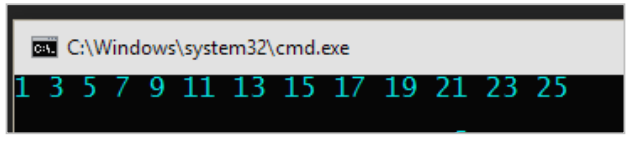 C:\Windows\system32\cmd.exe
1 3 5 7 9 11 13 15 17 19 21 23 25